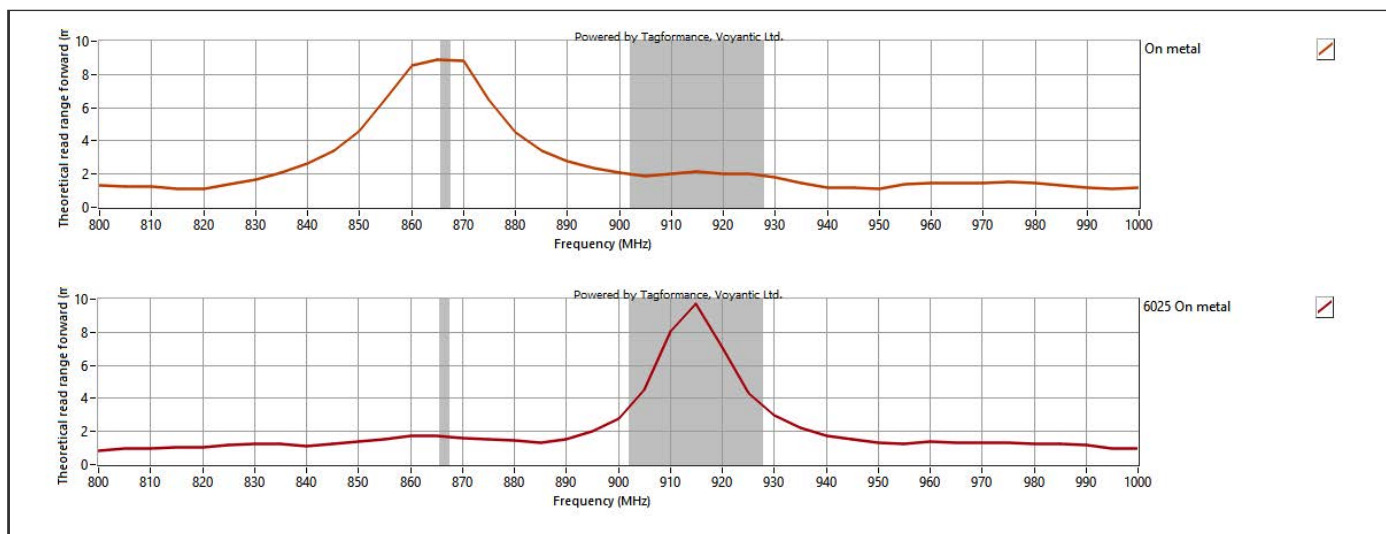 Powered by Tagformance, Voyantic Ltd.
Theoretical read range forward (m
10
8
6
4
2
0
800 810 820 830 840 850 860 870 880 890 900 910 920 930 940 950 960 970 980 990 1000
Frequency (MHz)
On metal
Powered by Tagformance, Voyantic Ltd.
Theoretical read range forward (m
10
8
6
4
2
0
800 810 820 830 840 850 860 870 880 890 900 910 920 930 940 950 960 970 980 990 1000
Frequency (MHz)
6025 On metal